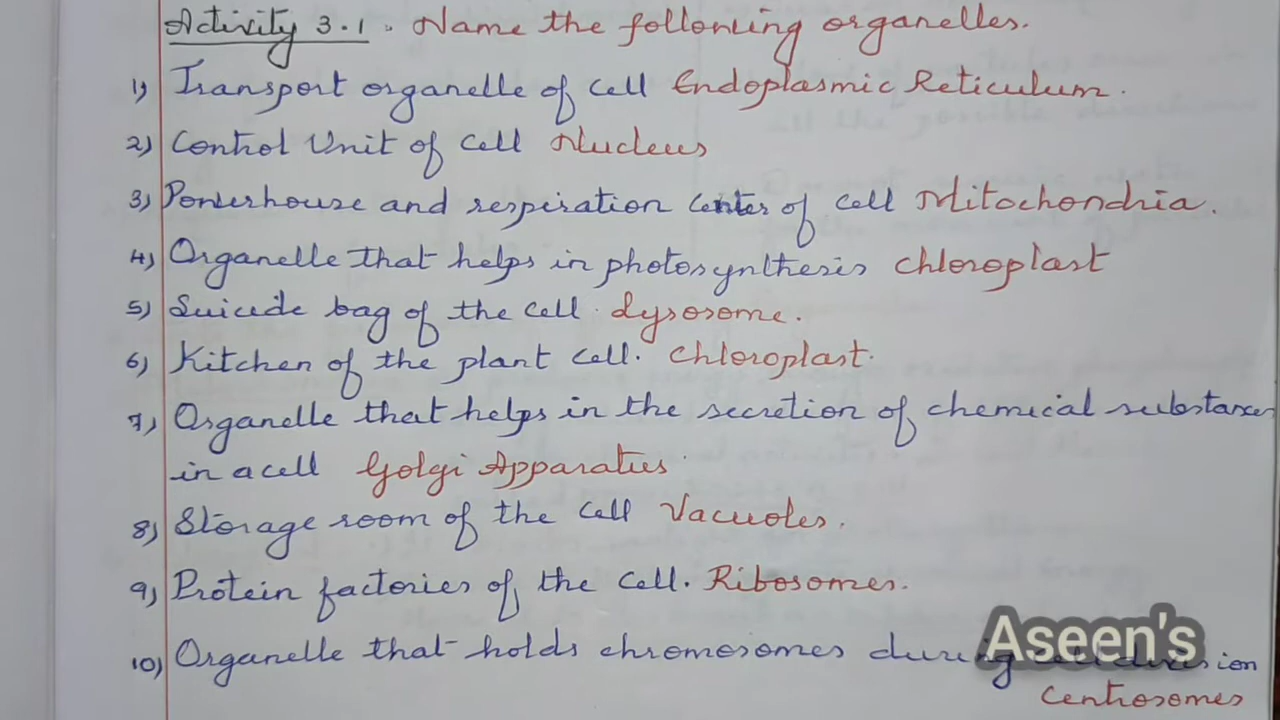 Activity 3.1. Name the following organelles.
1) Transport organelle of cell Endoplasmic Reticulum.
2) Control Unit of cell Nucleus
3) Powerhouse and respiration center of cell Mitochondria.
4) Organelle that helps in photosynthesis chloroplast
5) Suicide bag of the cell. Lysosome.
6) Kitchen of the plant cell. Chloroplast.
7) Organelle that helps in the secretion of chemical substances
in a cell Golgi Apparatus.
8) Storage room of the cell Vacuoles.
9) Protein factories of the cell. Ribosomes.
10) Organelle that holds chromosomes during cell division
Aseen's
centrosomes